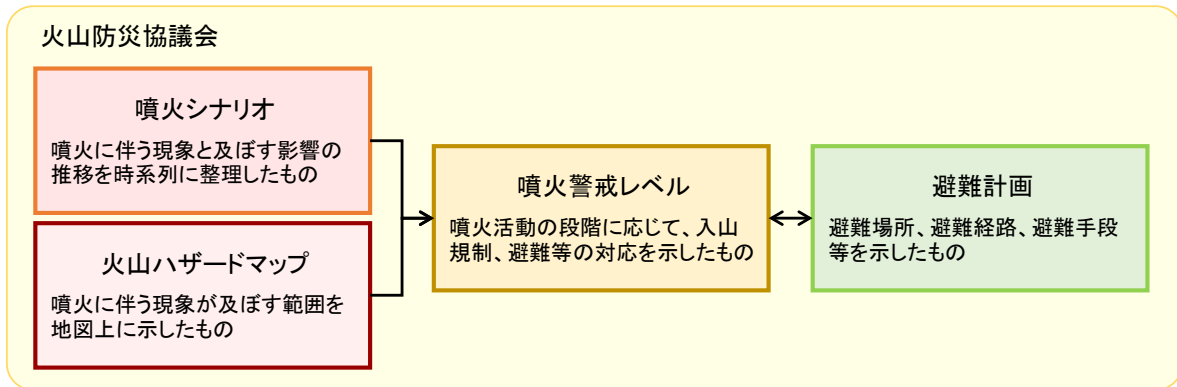 火山防災協議会
噴火シナリオ
噴火に伴う現象と及ぼす影響の
推移を時系列に整理したもの
火山ハザードマップ
噴火に伴う現象が及ぼす範囲を
地図上に示したもの
噴火警戒レベル
噴火活動の段階に応じて、入山
規制、避難等の対応を示したもの
避難計画
避難場所、避難経路、避難手段
等を示したもの